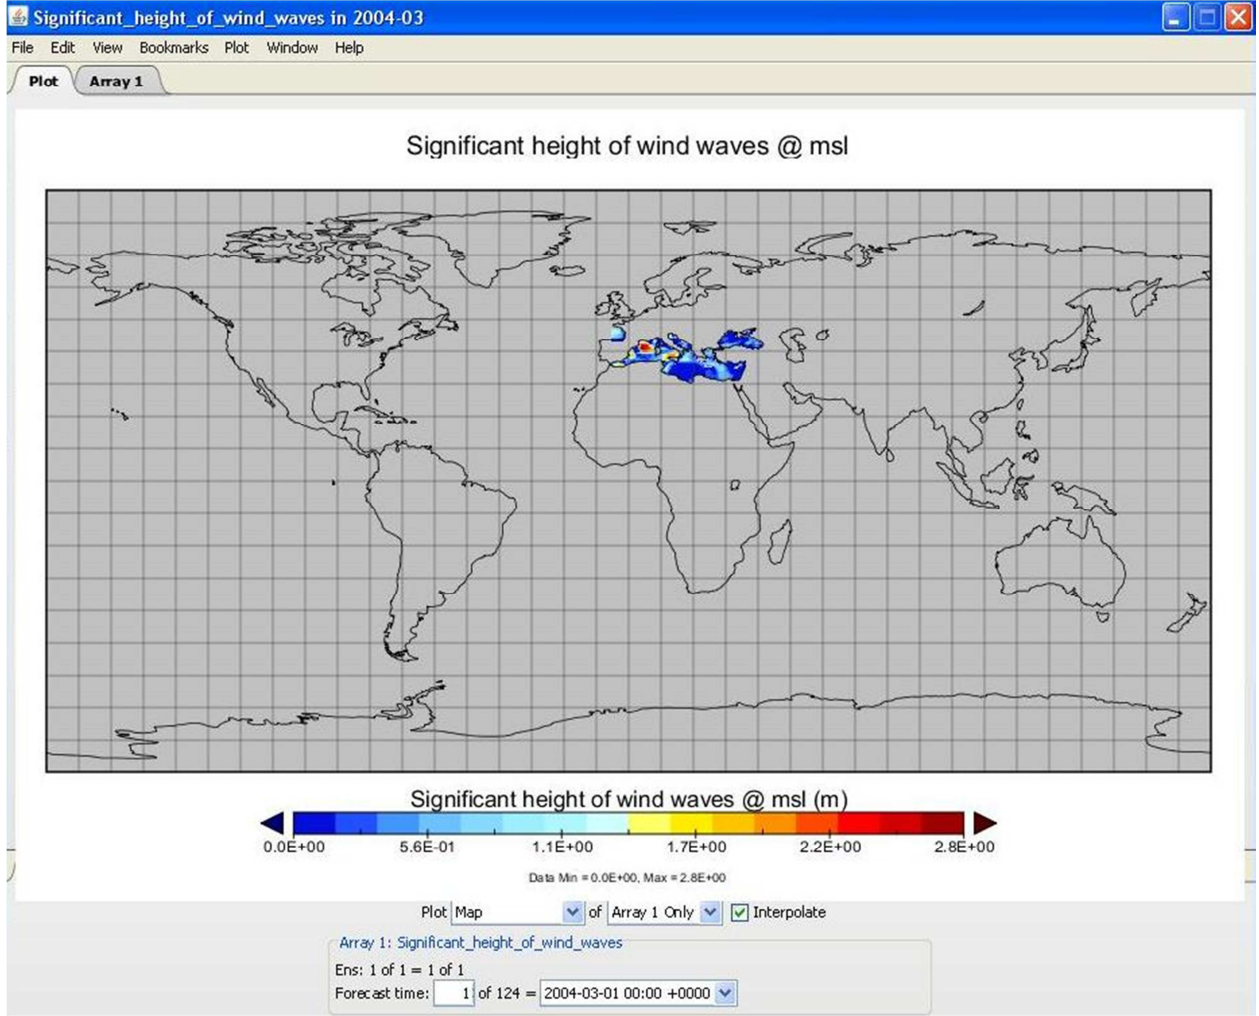 Significant_height_of_wind_waves in 2004-03
File Edit View Bookmarks Plot Window Help
Plot Array 1
Significant height of wind waves @ msl
Significant height of wind waves @ msl (m)
0.0E+00 5.6E-01 1.1E+00 1.7E+00 2.2E+00 2.8E+00
Data Min = 0.0E+00, Max = 2.8E+00
Plot Map of Array 1 Only Interpolate
Array 1: Significant_height_of_wind_waves
Ens: 1 of 1 = 1 of 1
Forecast time: 1 of 124 = 2004-03-01 00:00 +0000